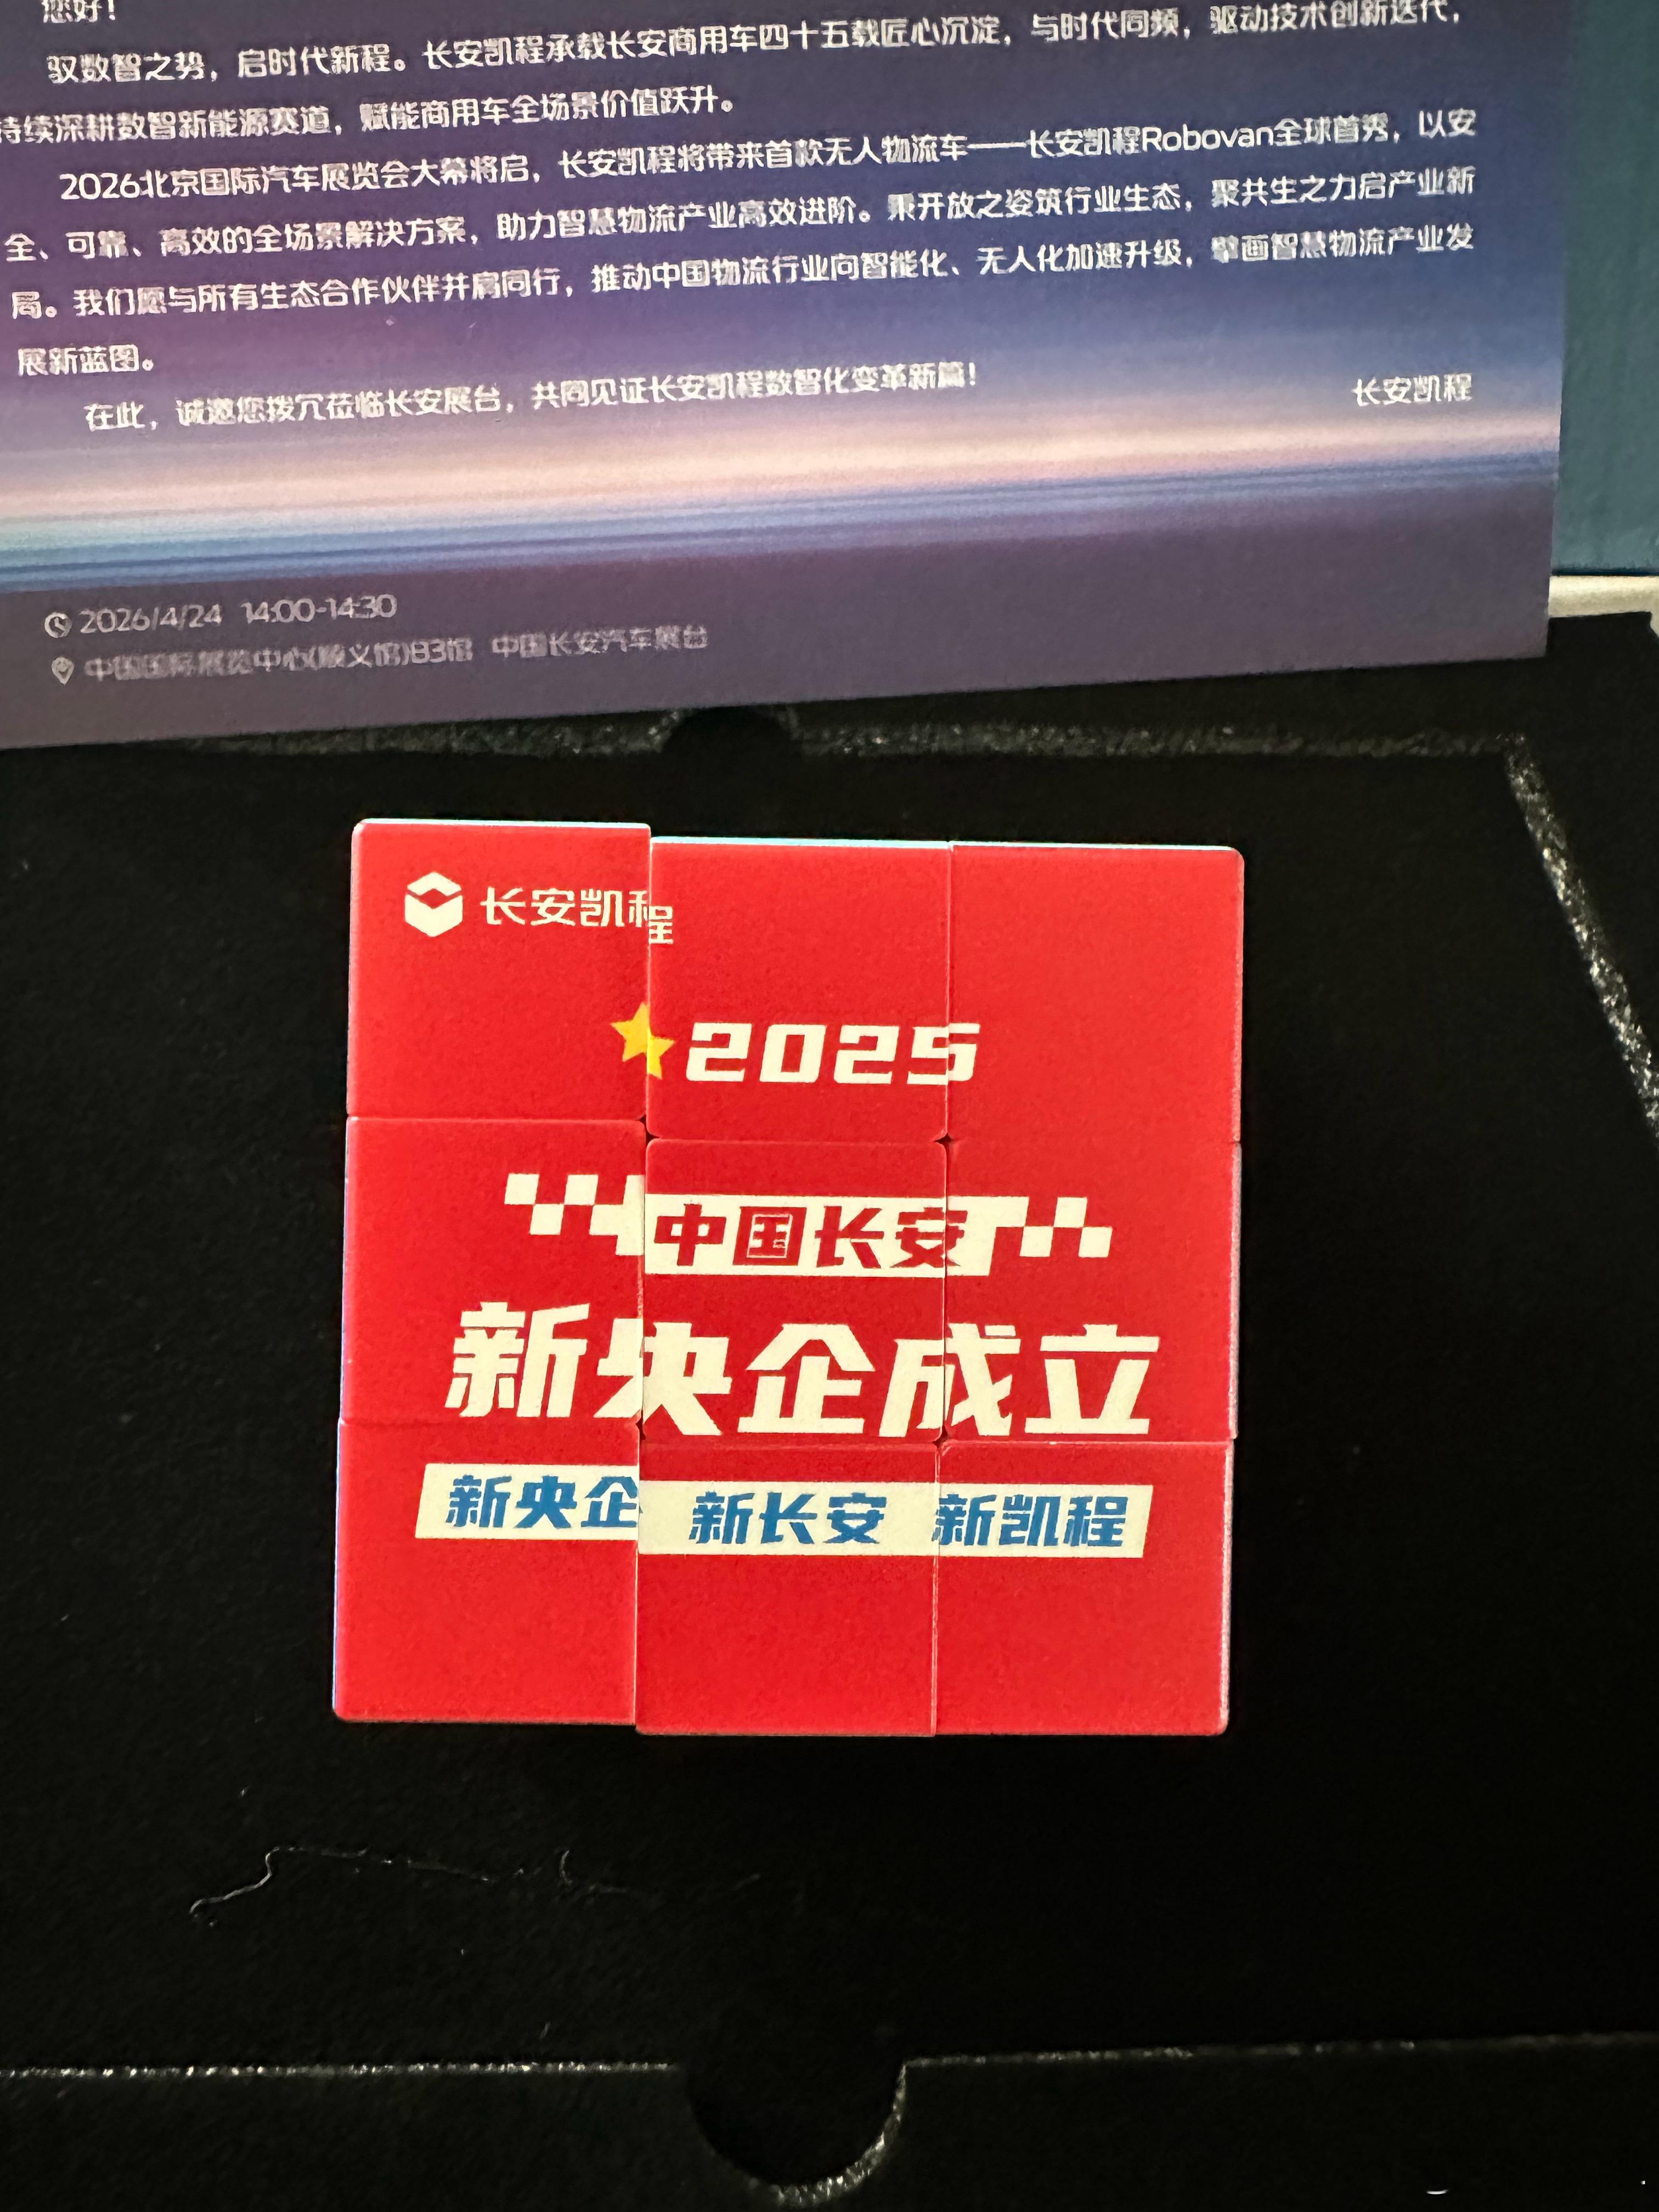 您好！
驭数智之势，启时代新程。长安凯程承载长安商用车四十五载匠心沉淀，与时代同频，驱动技术创新迭代，
持续深耕数智新能源赛道，赋能商用车全场景价值跃升。
2026北京国际汽车展览会大幕将启，长安凯程将带来首款无人物流车——长安凯程Robovan全球首秀，以安
全、可靠、高效的全场景解决方案，助力智慧物流产业高效进阶。秉开放之姿筑行业生态，聚共生之力启产业新
局。我们愿与所有生态合作伙伴并肩同行，推动中国物流行业向智能化、无人化加速升级，擘画智慧物流产业发
展新蓝图。
在此，诚邀您拨冗莅临长安展台，共同见证长安凯程数智化变革新篇！
长安凯程
2026/4/24 14:00-14:30
中国国际展览中心(顺义馆)B3馆 中国长安汽车展台
长安凯程
2025
中国长安
新央企成立
新央企 新长安 新凯程